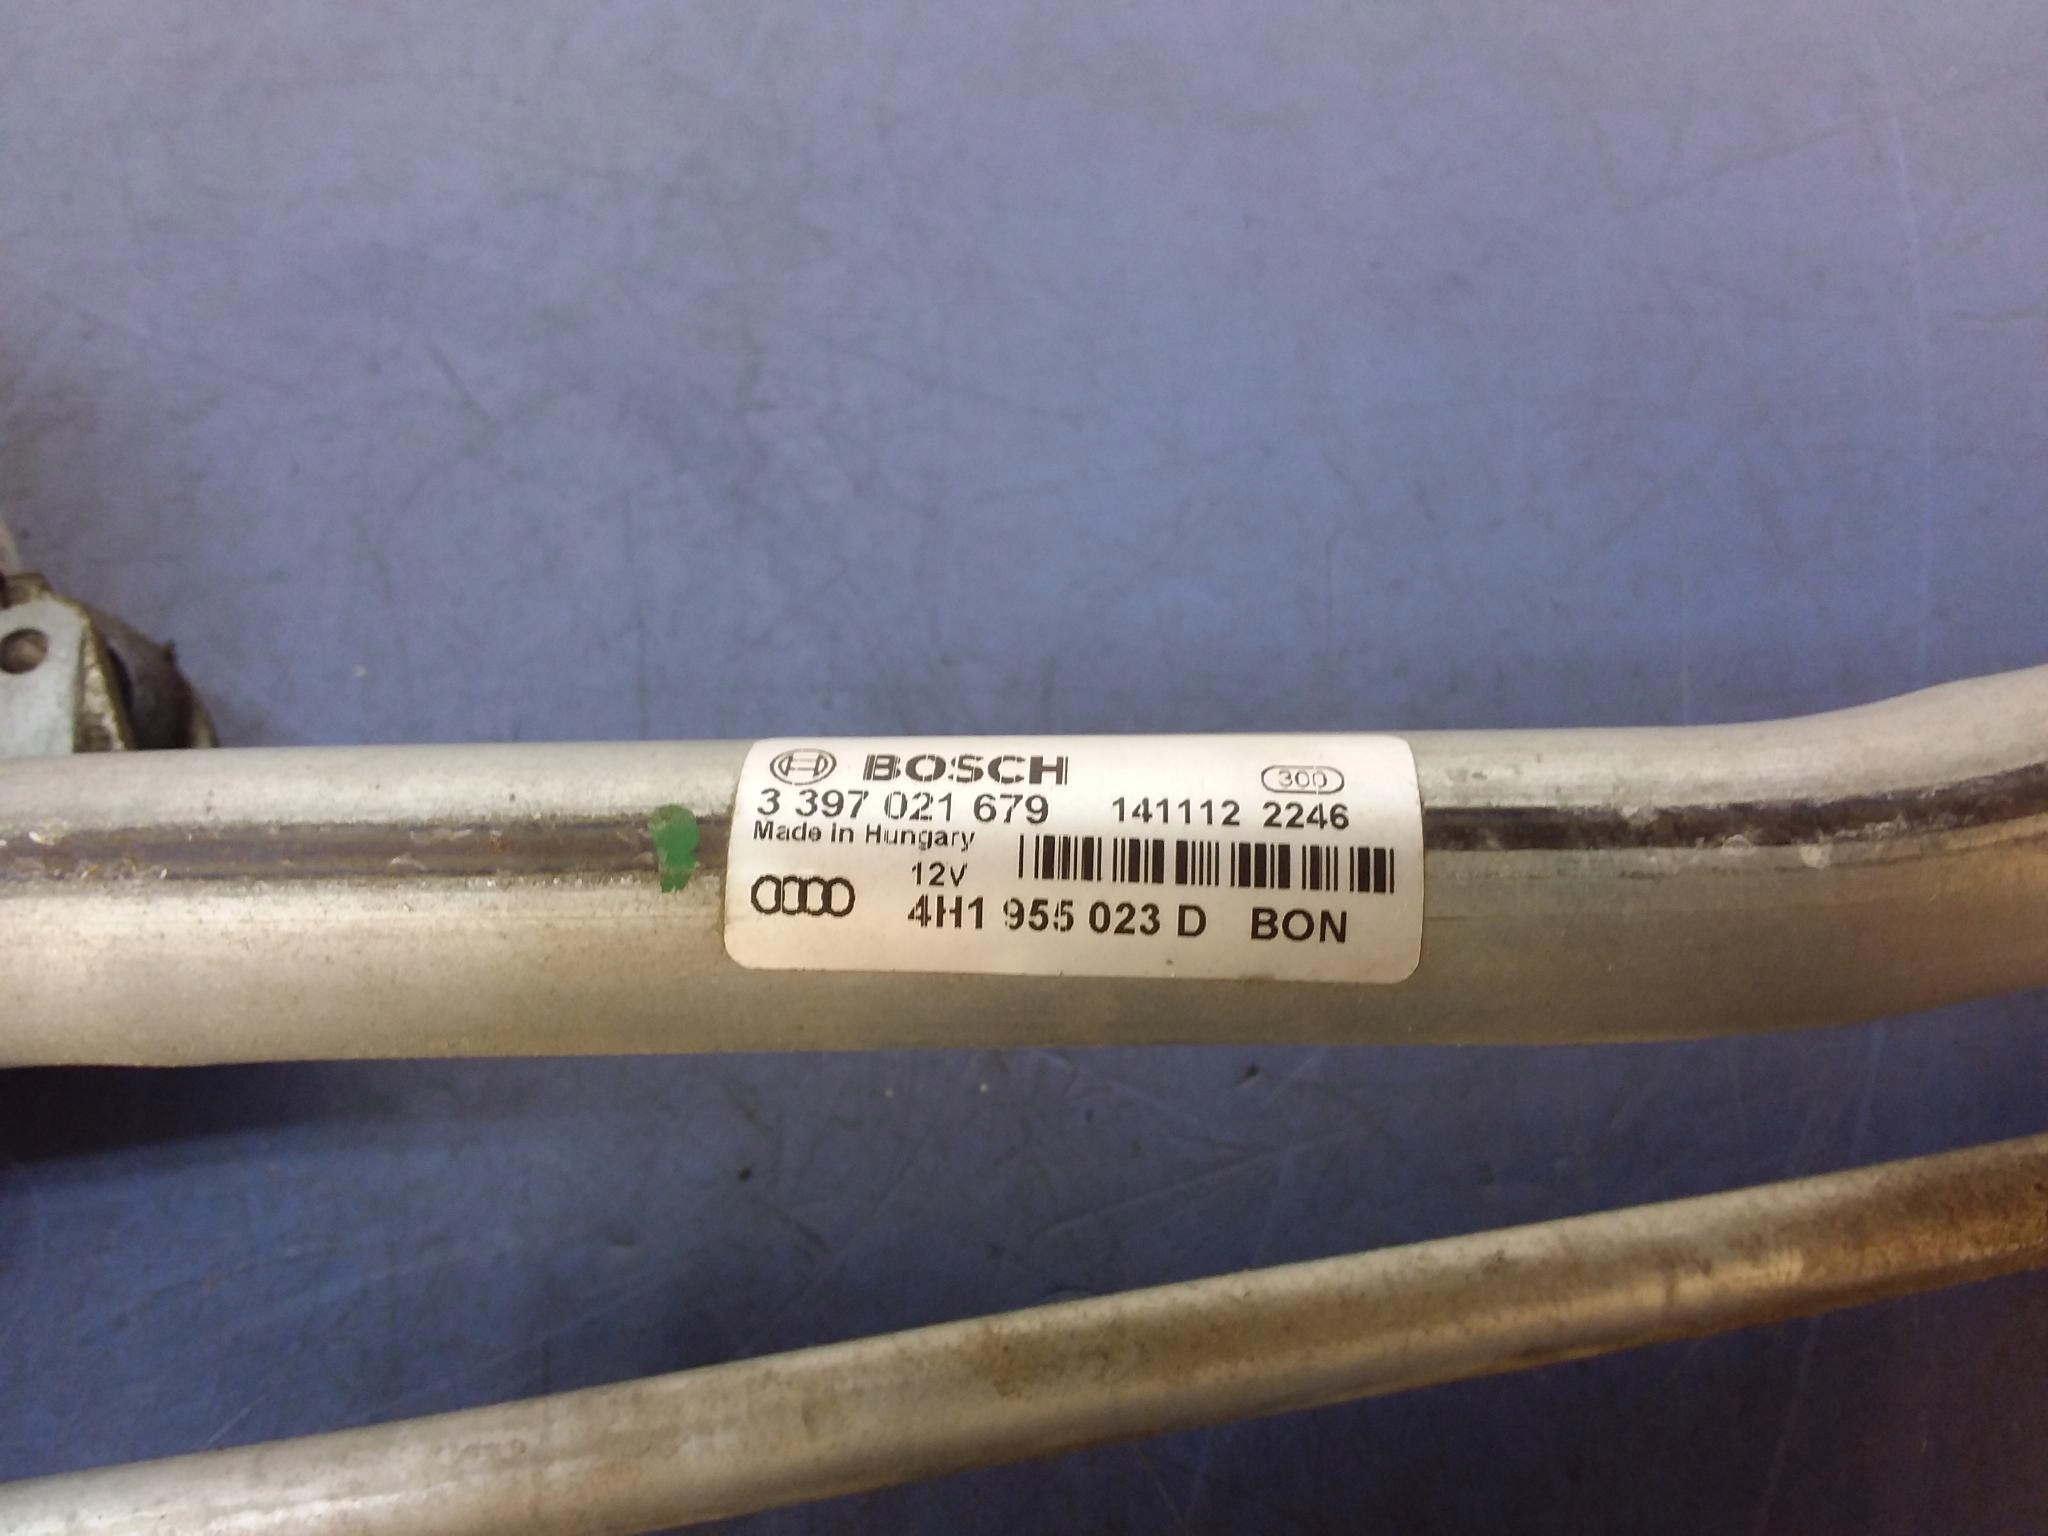 BOSCH
300
3 397 021 679 141112 2246
Made in Hungary
12V
4H1 955 023 D BON